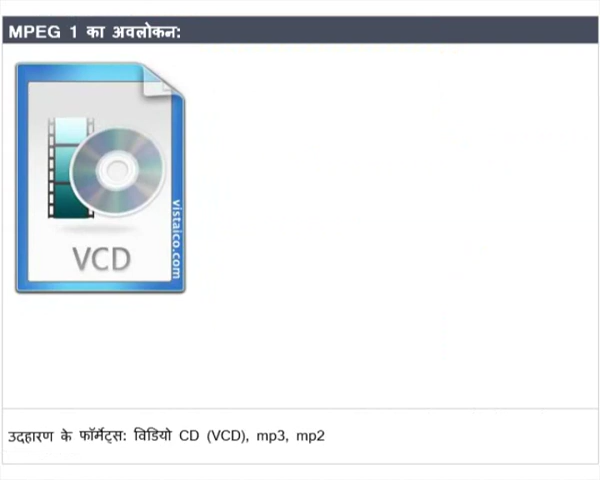 MPEG 1 का अवलोकन:
VCD
vistaico.com
उदहारण के फॉर्मेट्स: विडियो CD (VCD), mp3, mp2